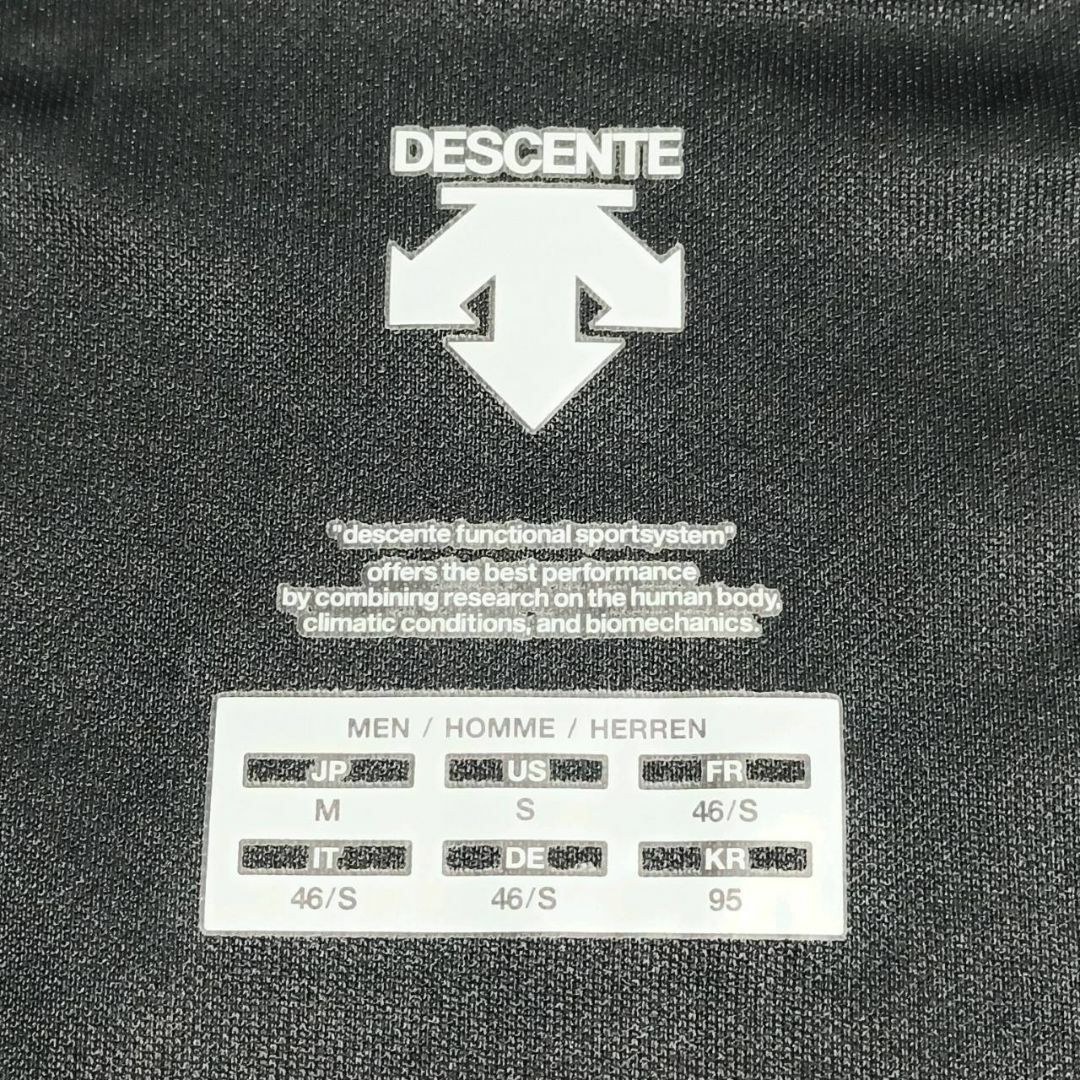 DESCENTE
"descente functional sportsystem"
offers the best performance
by combining research on the human body,
climatic conditions, and biomechanics.
MEN / HOMME / HERREN
JP US FR
M S 46/S
IT DE KR
46/S 46/S 95